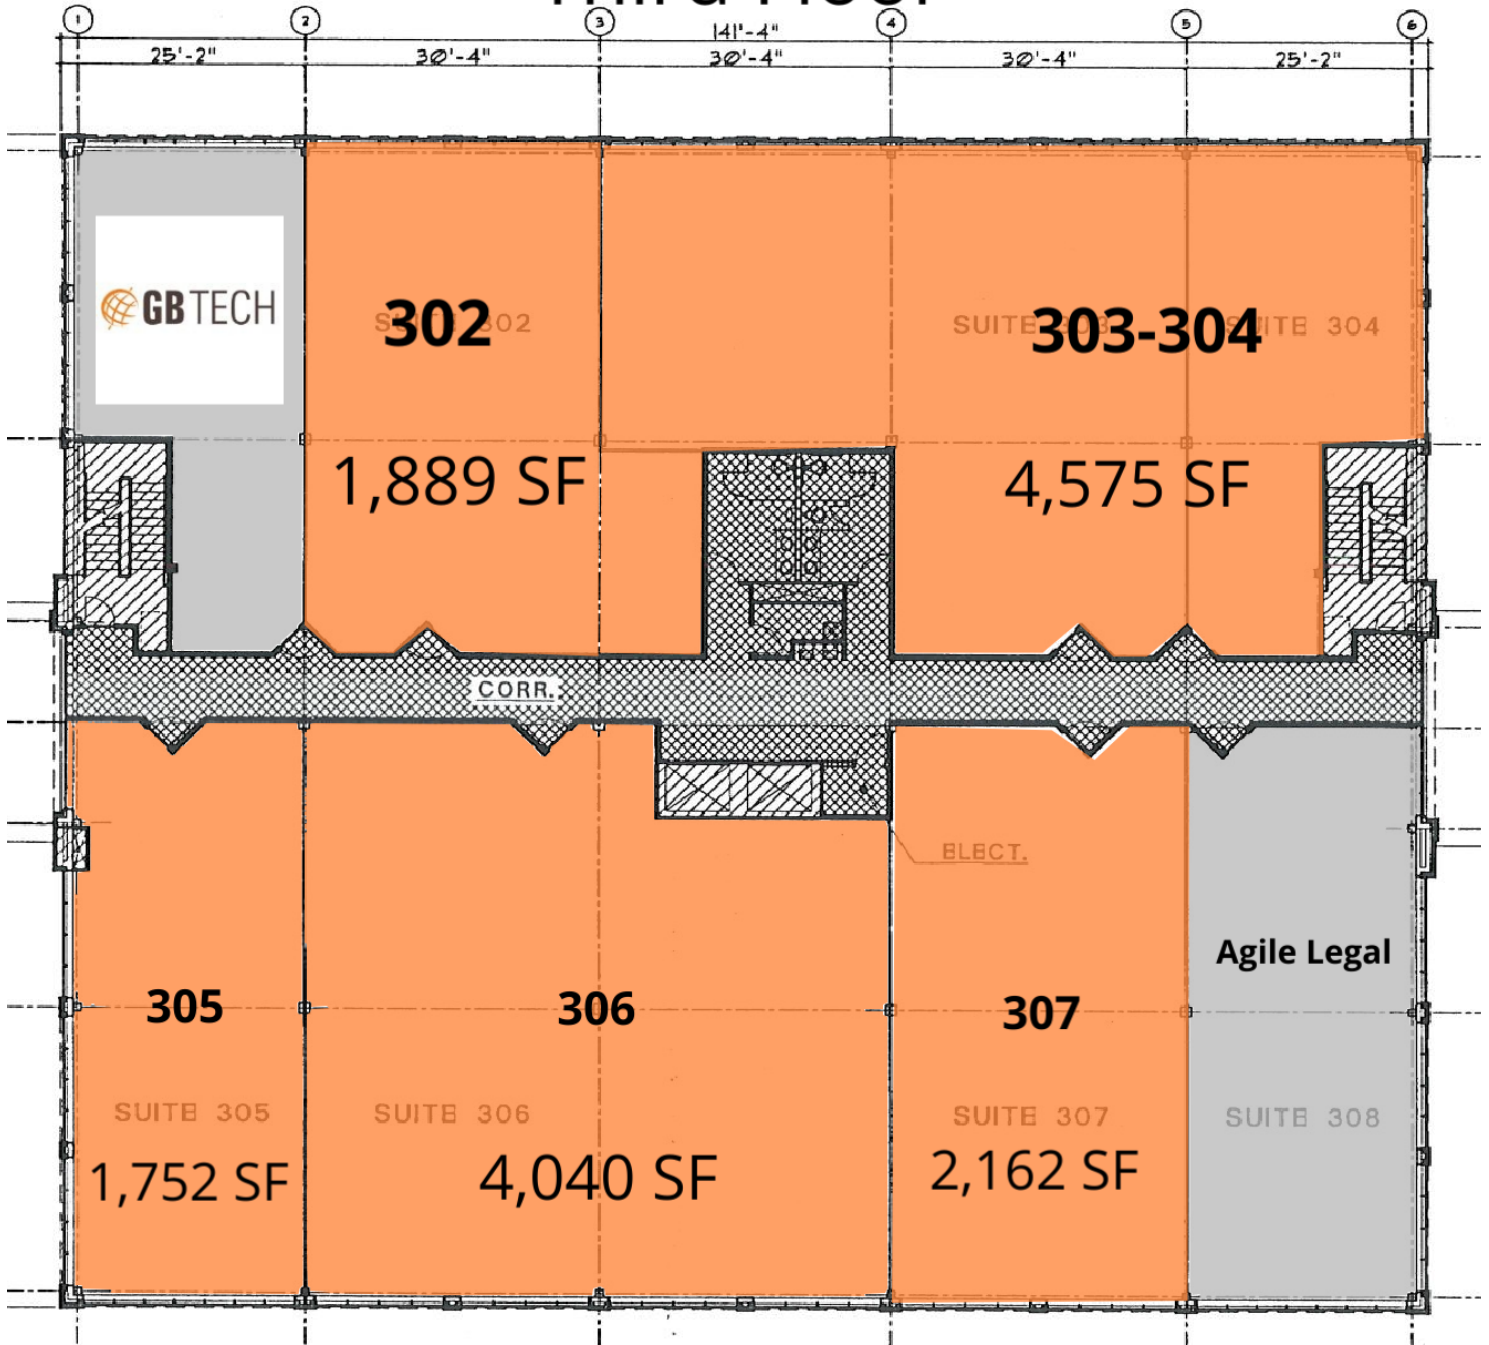 Third Floor
1 2 3 4 5 6
141'-4"
25'-2" 30'-4" 30'-4" 30'-4" 25'-2"
GBTECH
SUITE 302
302
SUITE 303
303-304
SUITE 304
1,889 SF
4,575 SF
CORR.
ELECT.
Agile Legal
305
306
307
SUITE 305
SUITE 306
SUITE 307
SUITE 308
1,752 SF
4,040 SF
2,162 SF